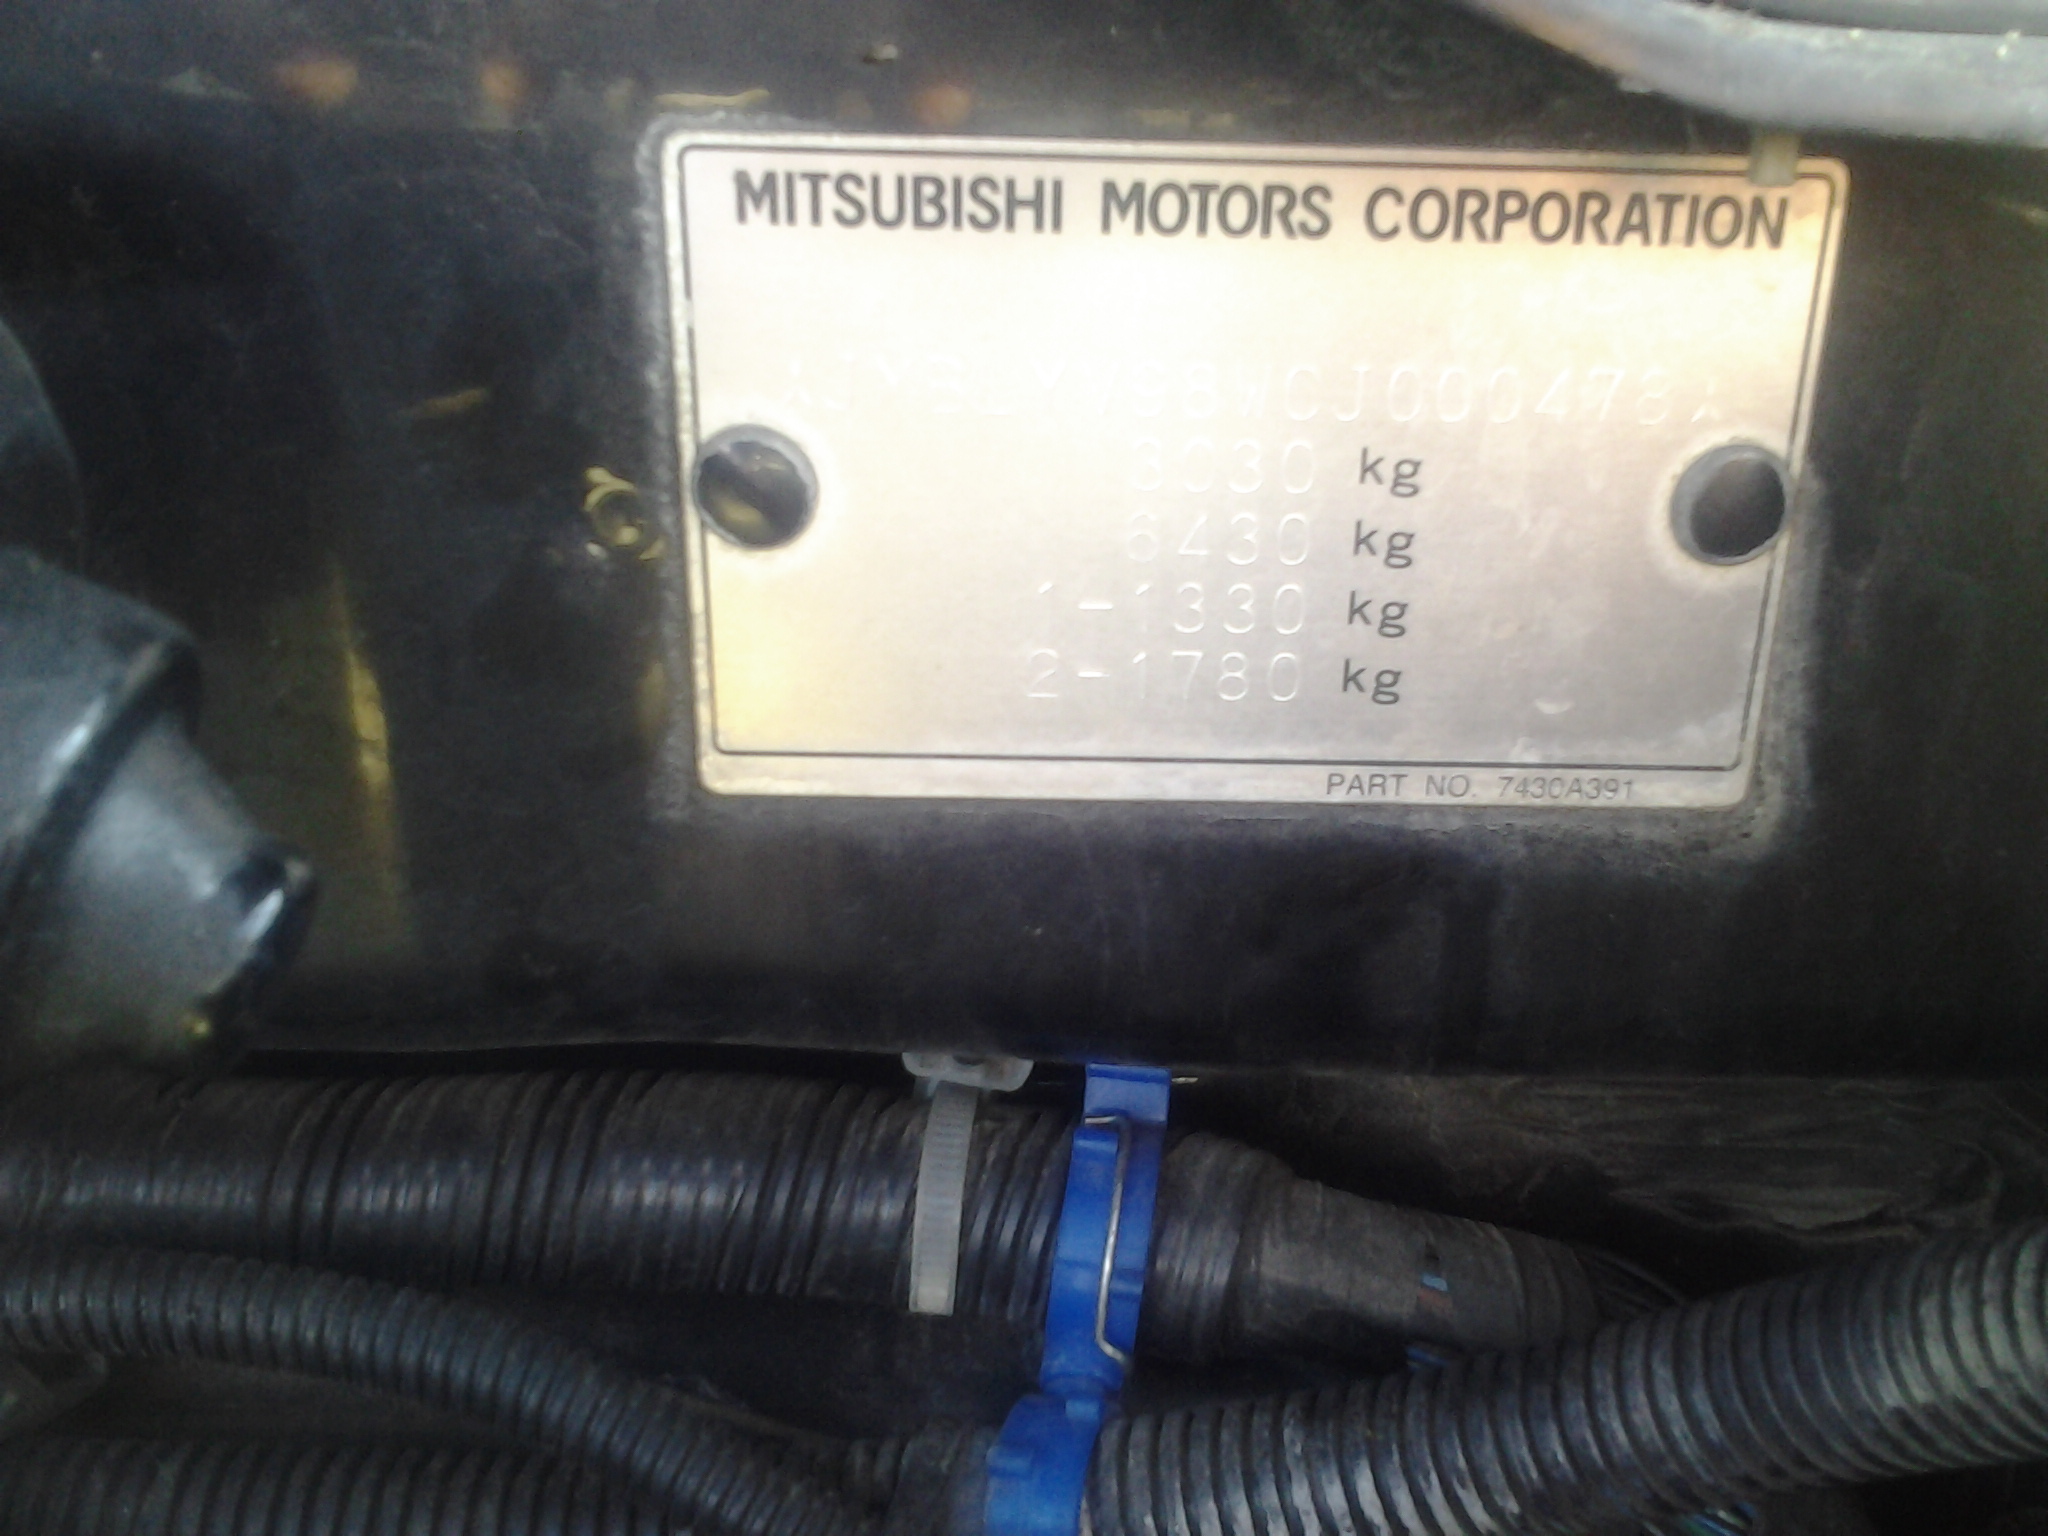 MITSUBISHI MOTORS CORPORATION
3030 kg
6430 kg
1-1330 kg
2-1780 kg
PART NO. 7430A391